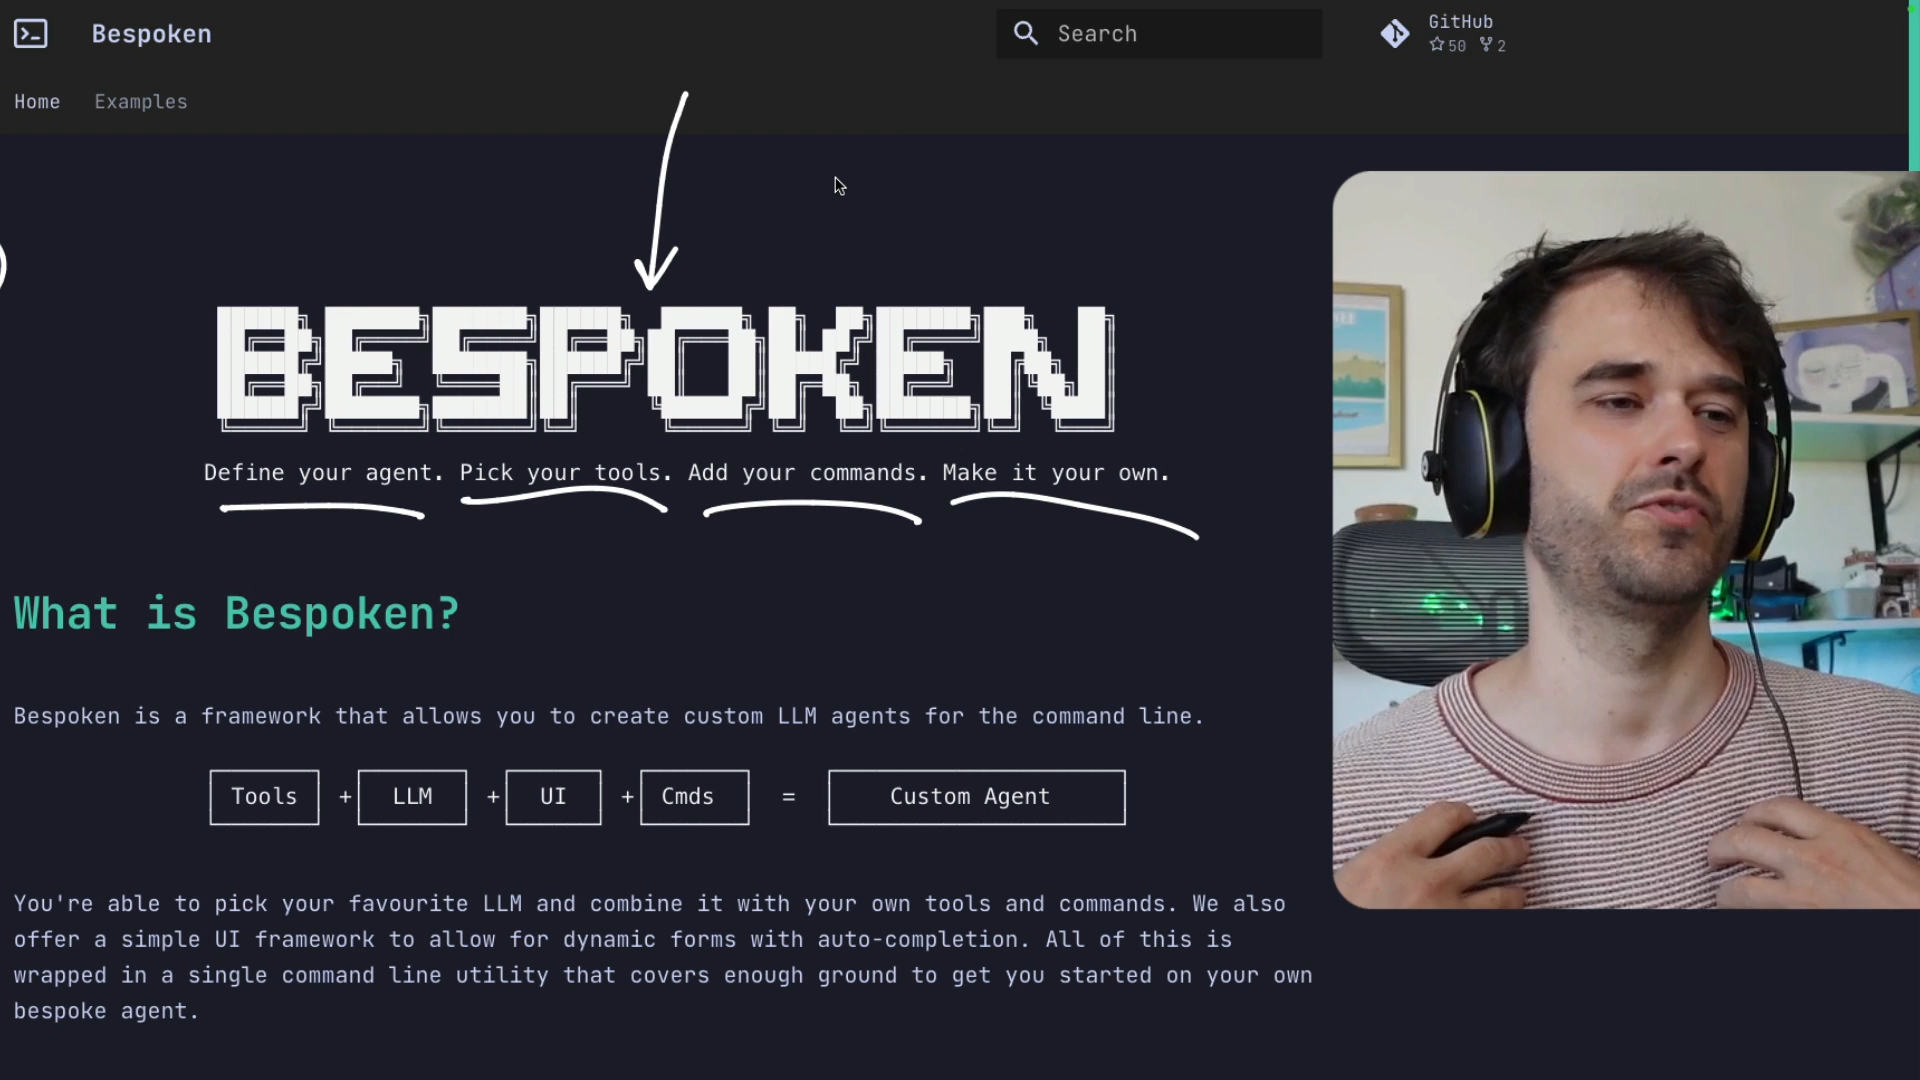 Bespoken
Search
GitHub
50 2
Home Examples
BESPOKEN
Define your agent. Pick your tools. Add your commands. Make it your own.
What is Bespoken?
Bespoken is a framework that allows you to create custom LLM agents for the command line.
Tools + LLM + UI + Cmds = Custom Agent
You're able to pick your favourite LLM and combine it with your own tools and commands. We also
offer a simple UI framework to allow for dynamic forms with auto-completion. All of this is
wrapped in a single command line utility that covers enough ground to get you started on your own
bespoke agent.